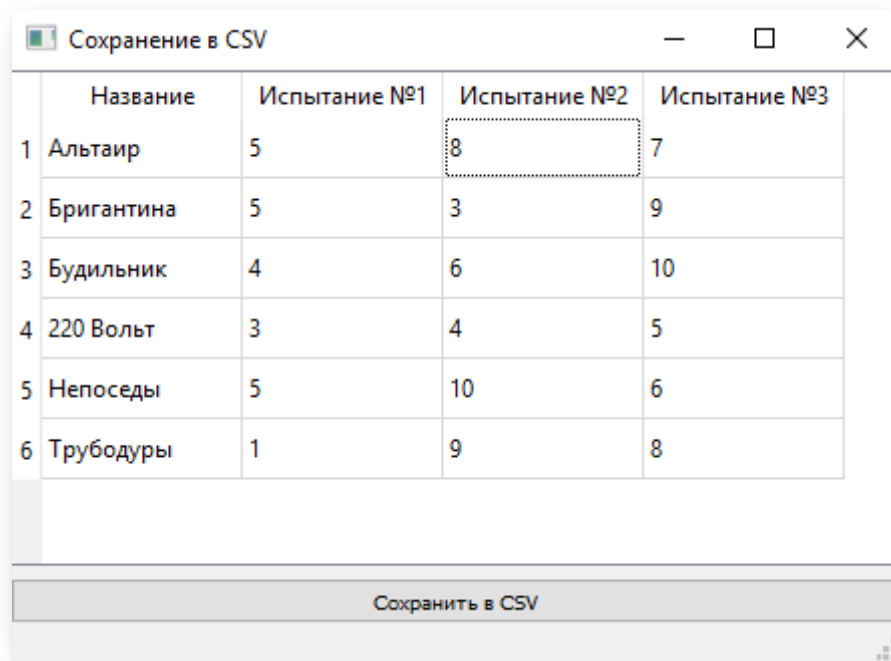 Сохранение в CSV
Название Испытание №1 Испытание №2 Испытание №3
1 Альтаир 5 8 7
2 Бригантина 5 3 9
3 Будильник 4 6 10
4 220 Вольт 3 4 5
5 Непоседы 5 10 6
6 Трубодуры 1 9 8
Сохранить в CSV